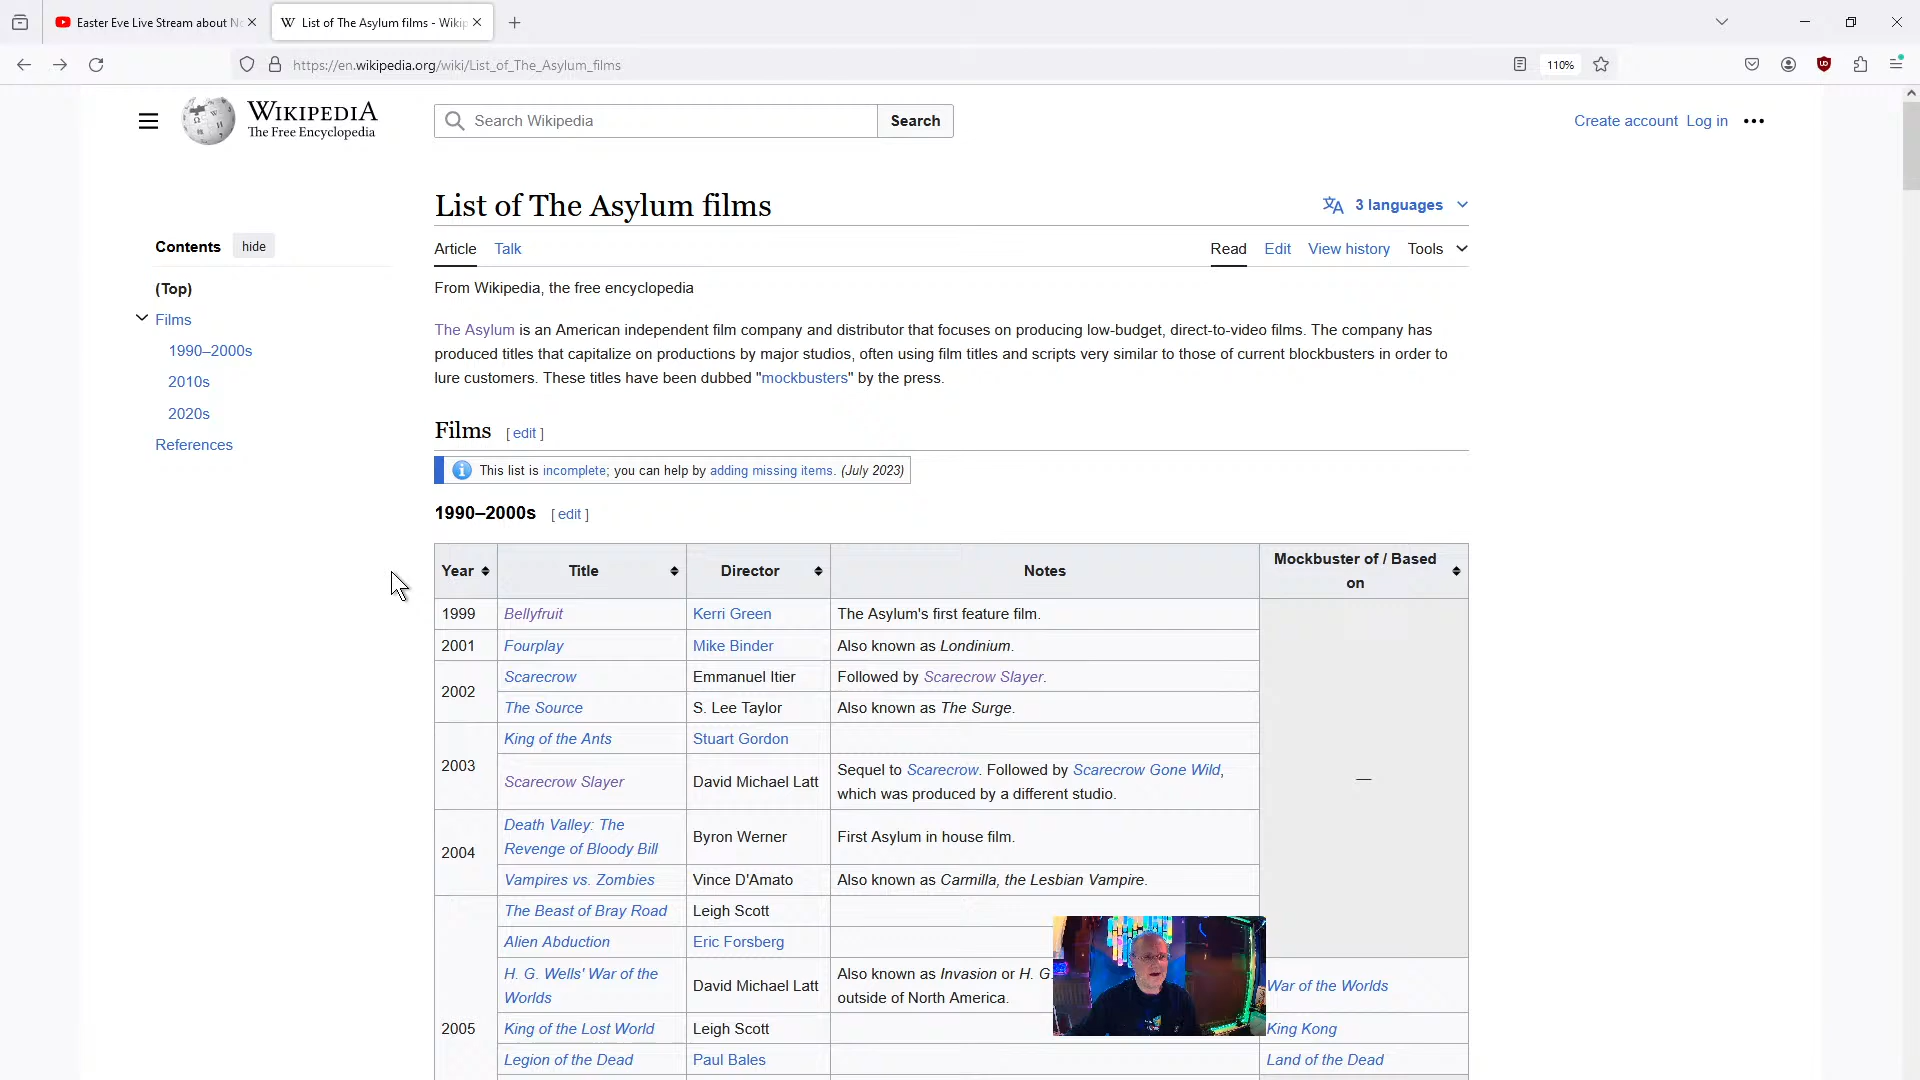 Easter Eve Live Stream about
List of The Asylum films - Wikip
https://en.wikipedia.org/wiki/List_of_The_Asylum_films
110%
WIKIPEDIA
The Free Encyclopedia
Search Wikipedia
Search
Create account Log in
List of The Asylum films
3 languages
Contents hide
Article Talk
Read Edit View history Tools
(Top)
Films
1990–2000s
2010s
2020s
References
From Wikipedia, the free encyclopedia
The Asylum is an American independent film company and distributor that focuses on producing low-budget, direct-to-video films. The company has
produced titles that capitalize on productions by major studios, often using film titles and scripts very similar to those of current blockbusters in order to
lure customers. These titles have been dubbed "mockbusters" by the press.
Films [ edit ]
This list is incomplete; you can help by adding missing items. (July 2023)
1990–2000s [ edit ]
Year Title Director Notes Mockbuster of / Based
on
1999 Bellyfruit Kerri Green The Asylum's first feature film.
2001 Fourplay Mike Binder Also known as Londinium.
2002 Scarecrow Emmanuel Itier Followed by Scarecrow Slayer.
The Source S. Lee Taylor Also known as The Surge.
2003 King of the Ants Stuart Gordon
Scarecrow Slayer David Michael Latt Sequel to Scarecrow. Followed by Scarecrow Gone Wild,
which was produced by a different studio.
—
2004 Death Valley: The
Revenge of Bloody Bill Byron Werner First Asylum in house film.
Vampires vs. Zombies Vince D'Amato Also known as Carmilla, the Lesbian Vampire.
2005 The Beast of Bray Road Leigh Scott
Alien Abduction Eric Forsberg
H. G. Wells' War of the
Worlds David Michael Latt Also known as Invasion or H. G.
outside of North America. War of the Worlds
King of the Lost World Leigh Scott King Kong
Legion of the Dead Paul Bales Land of the Dead